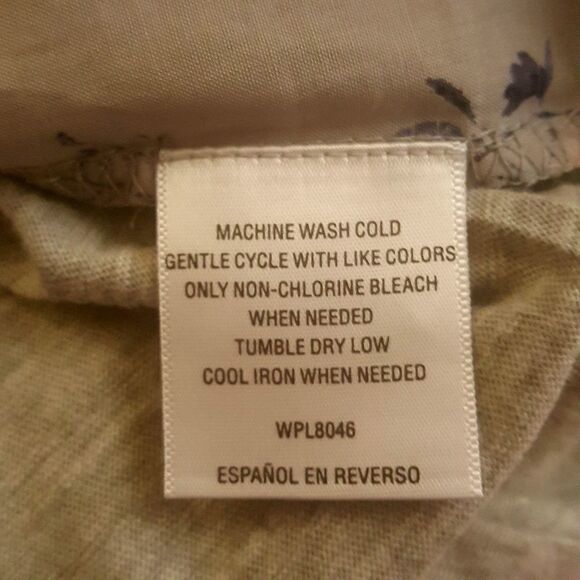 MACHINE WASH COLD
GENTLE CYCLE WITH LIKE COLORS
ONLY NON-CHLORINE BLEACH
WHEN NEEDED
TUMBLE DRY LOW
COOL IRON WHEN NEEDED
WPL8046
ESPAÑOL EN REVERSO